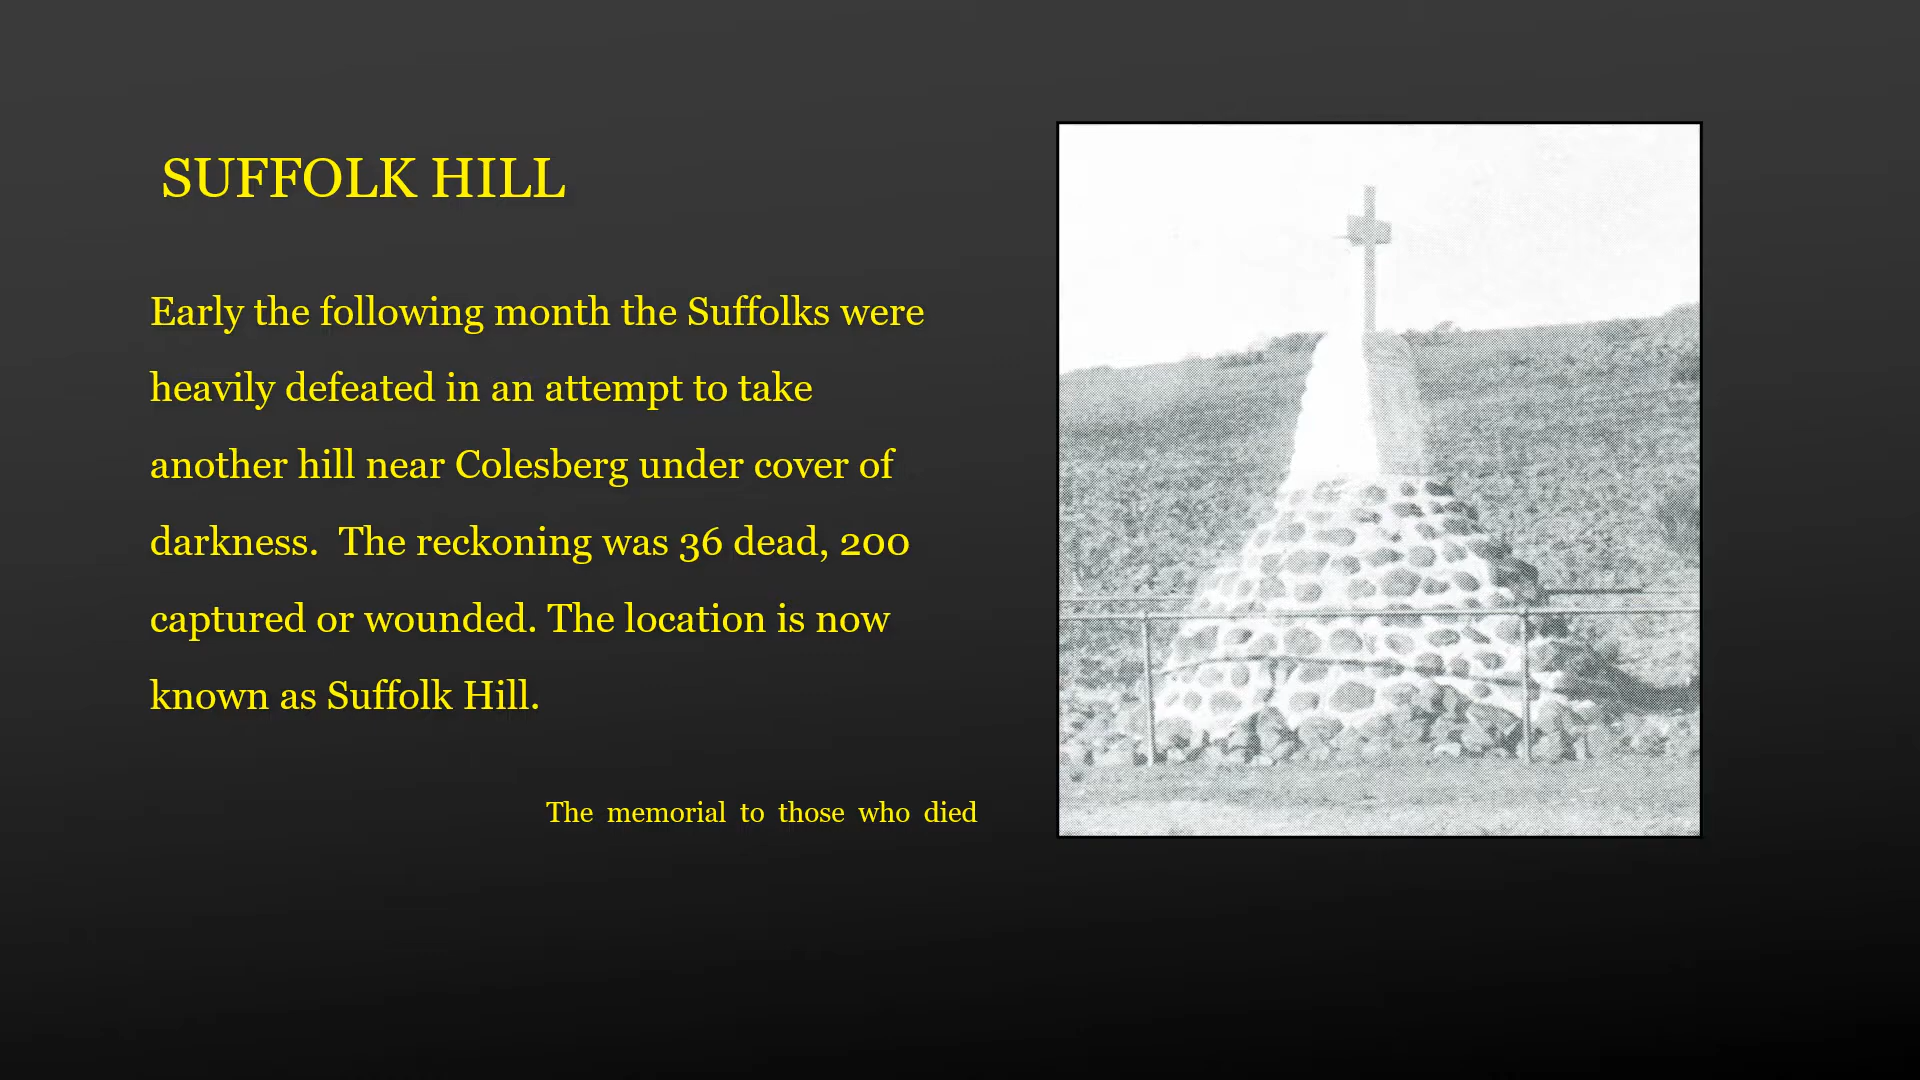 SUFFOLK HILL
Early the following month the Suffolks were
heavily defeated in an attempt to take
another hill near Colesberg under cover of
darkness.  The reckoning was 36 dead, 200
captured or wounded. The location is now
known as Suffolk Hill.
The memorial to those who died